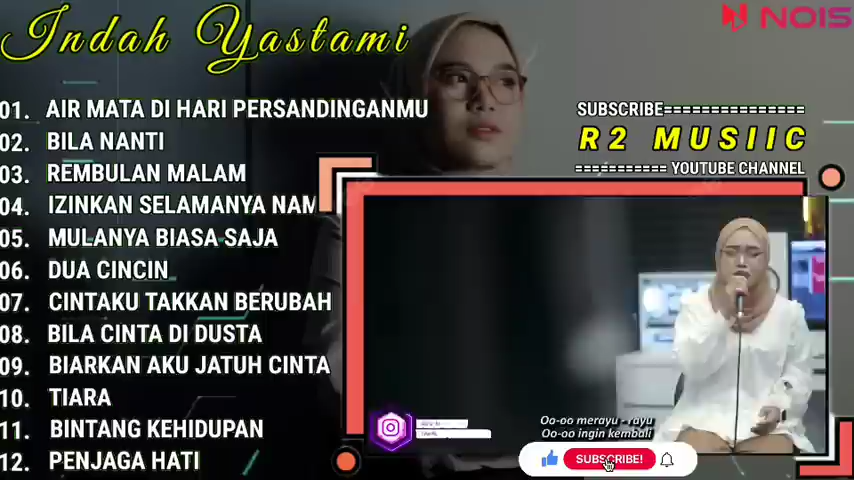 Indah Yastami
NOIS
01. AIR MATA DI HARI PERSANDINGANMU
02. BILA NANTI
03. REMBULAN MALAM
04. IZINKAN SELAMANYA NAM
05. MULANYA BIASA SAJA
06. DUA CINCIN
07. CINTAKU TAKKAN BERUBAH
08. BILA CINTA DI DUSTA
09. BIARKAN AKU JATUH CINTA
10. TIARA
11. BINTANG KEHIDUPAN
12. PENJAGA HATI
SUBSCRIBE===============
R2 MUSIIC
=========== YOUTUBE CHANNEL
Oo-oo merayu - rayu
Oo-oo ingin kembali
SUBSCRIBE!